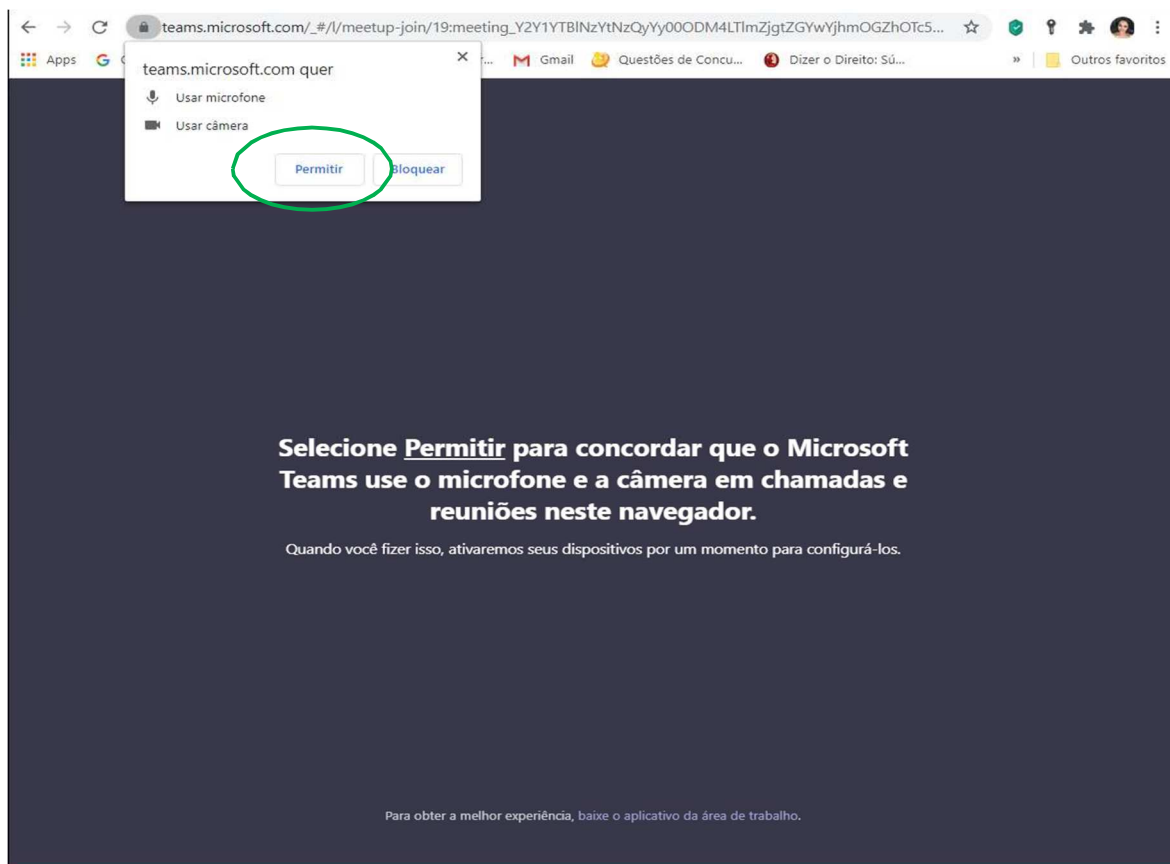 teams.microsoft.com/_#/l/meetup-join/19:meeting_Y2Y1YTBlNzYtNzQyYy00ODM4LTlmZjgtZGYwYjhmOGZhOTc5...
Apps Gmail Questões de Concu... Dizer o Direito: Sú... » Outros favoritos
teams.microsoft.com quer
Usar microfone
Usar câmera
Permitir Bloquear
Selecione Permitir para concordar que o Microsoft
Teams use o microfone e a câmera em chamadas e
reuniões neste navegador.
Quando você fizer isso, ativaremos seus dispositivos por um momento para configurá-los.
Para obter a melhor experiência, baixe o aplicativo da área de trabalho.